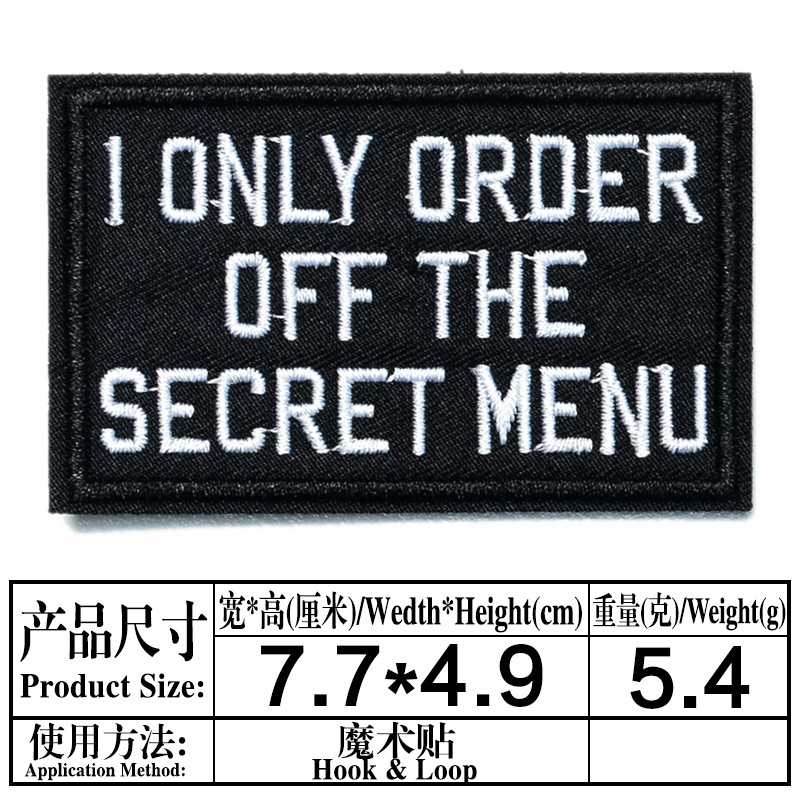 I ONLY ORDER
OFF THE
SECRET MENU
产品尺寸
Product Size:
宽*高(厘米)/Wedth*Height(cm)
7.7*4.9
重量(克)/Weight(g)
5.4
使用方法:
Application Method:
魔术贴
Hook & Loop